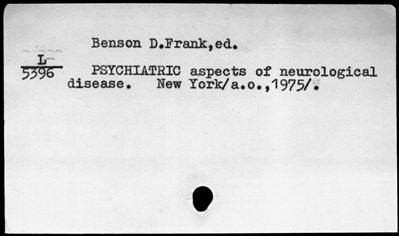 Benson D.Frank,ed.
L
5396
PSYCHIATRIC aspects of neurological
disease. New York/a.o.,1975/.